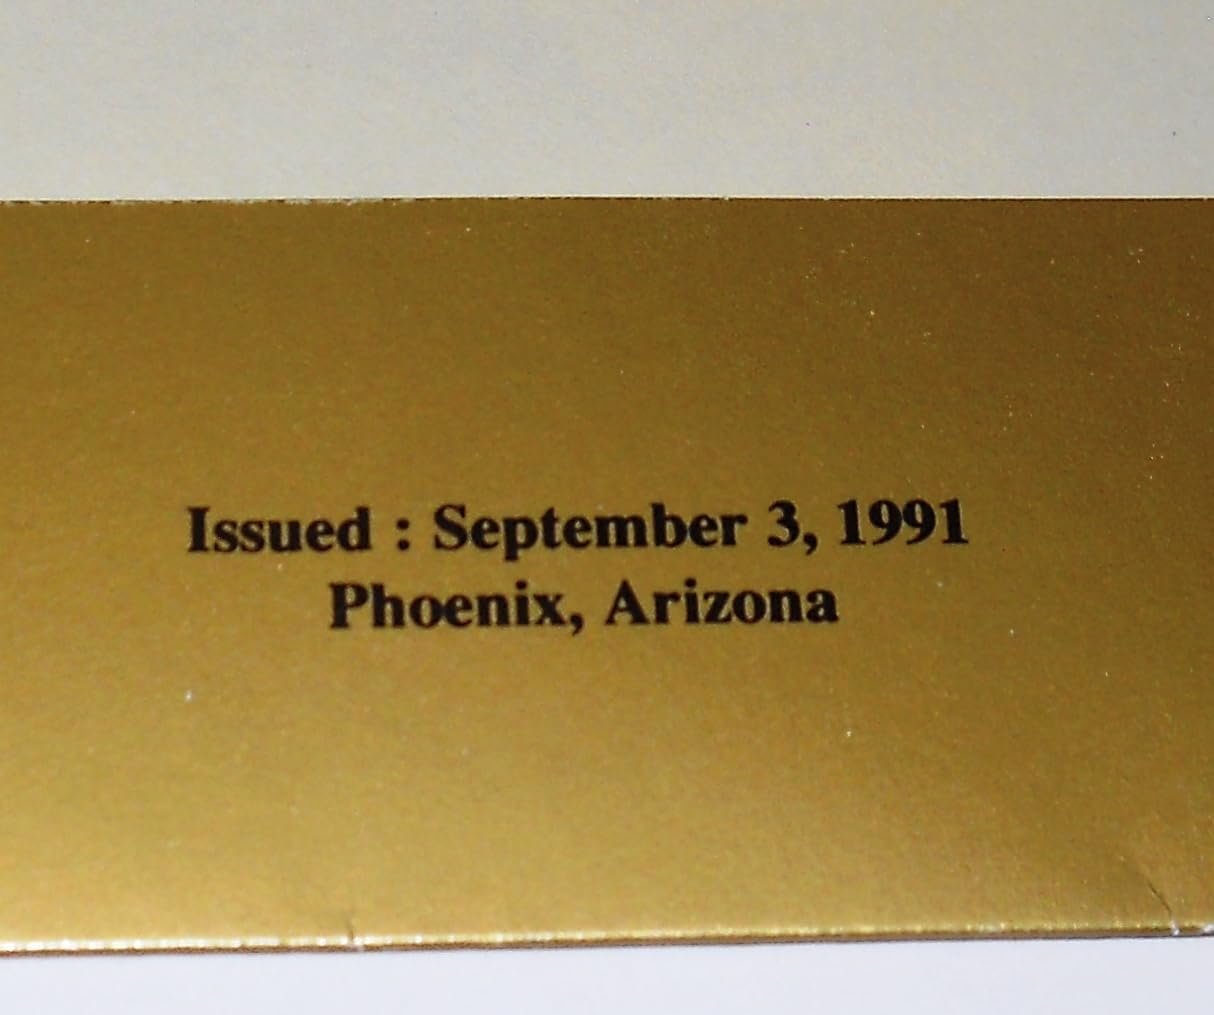 Issued : September 3, 1991
Phoenix, Arizona